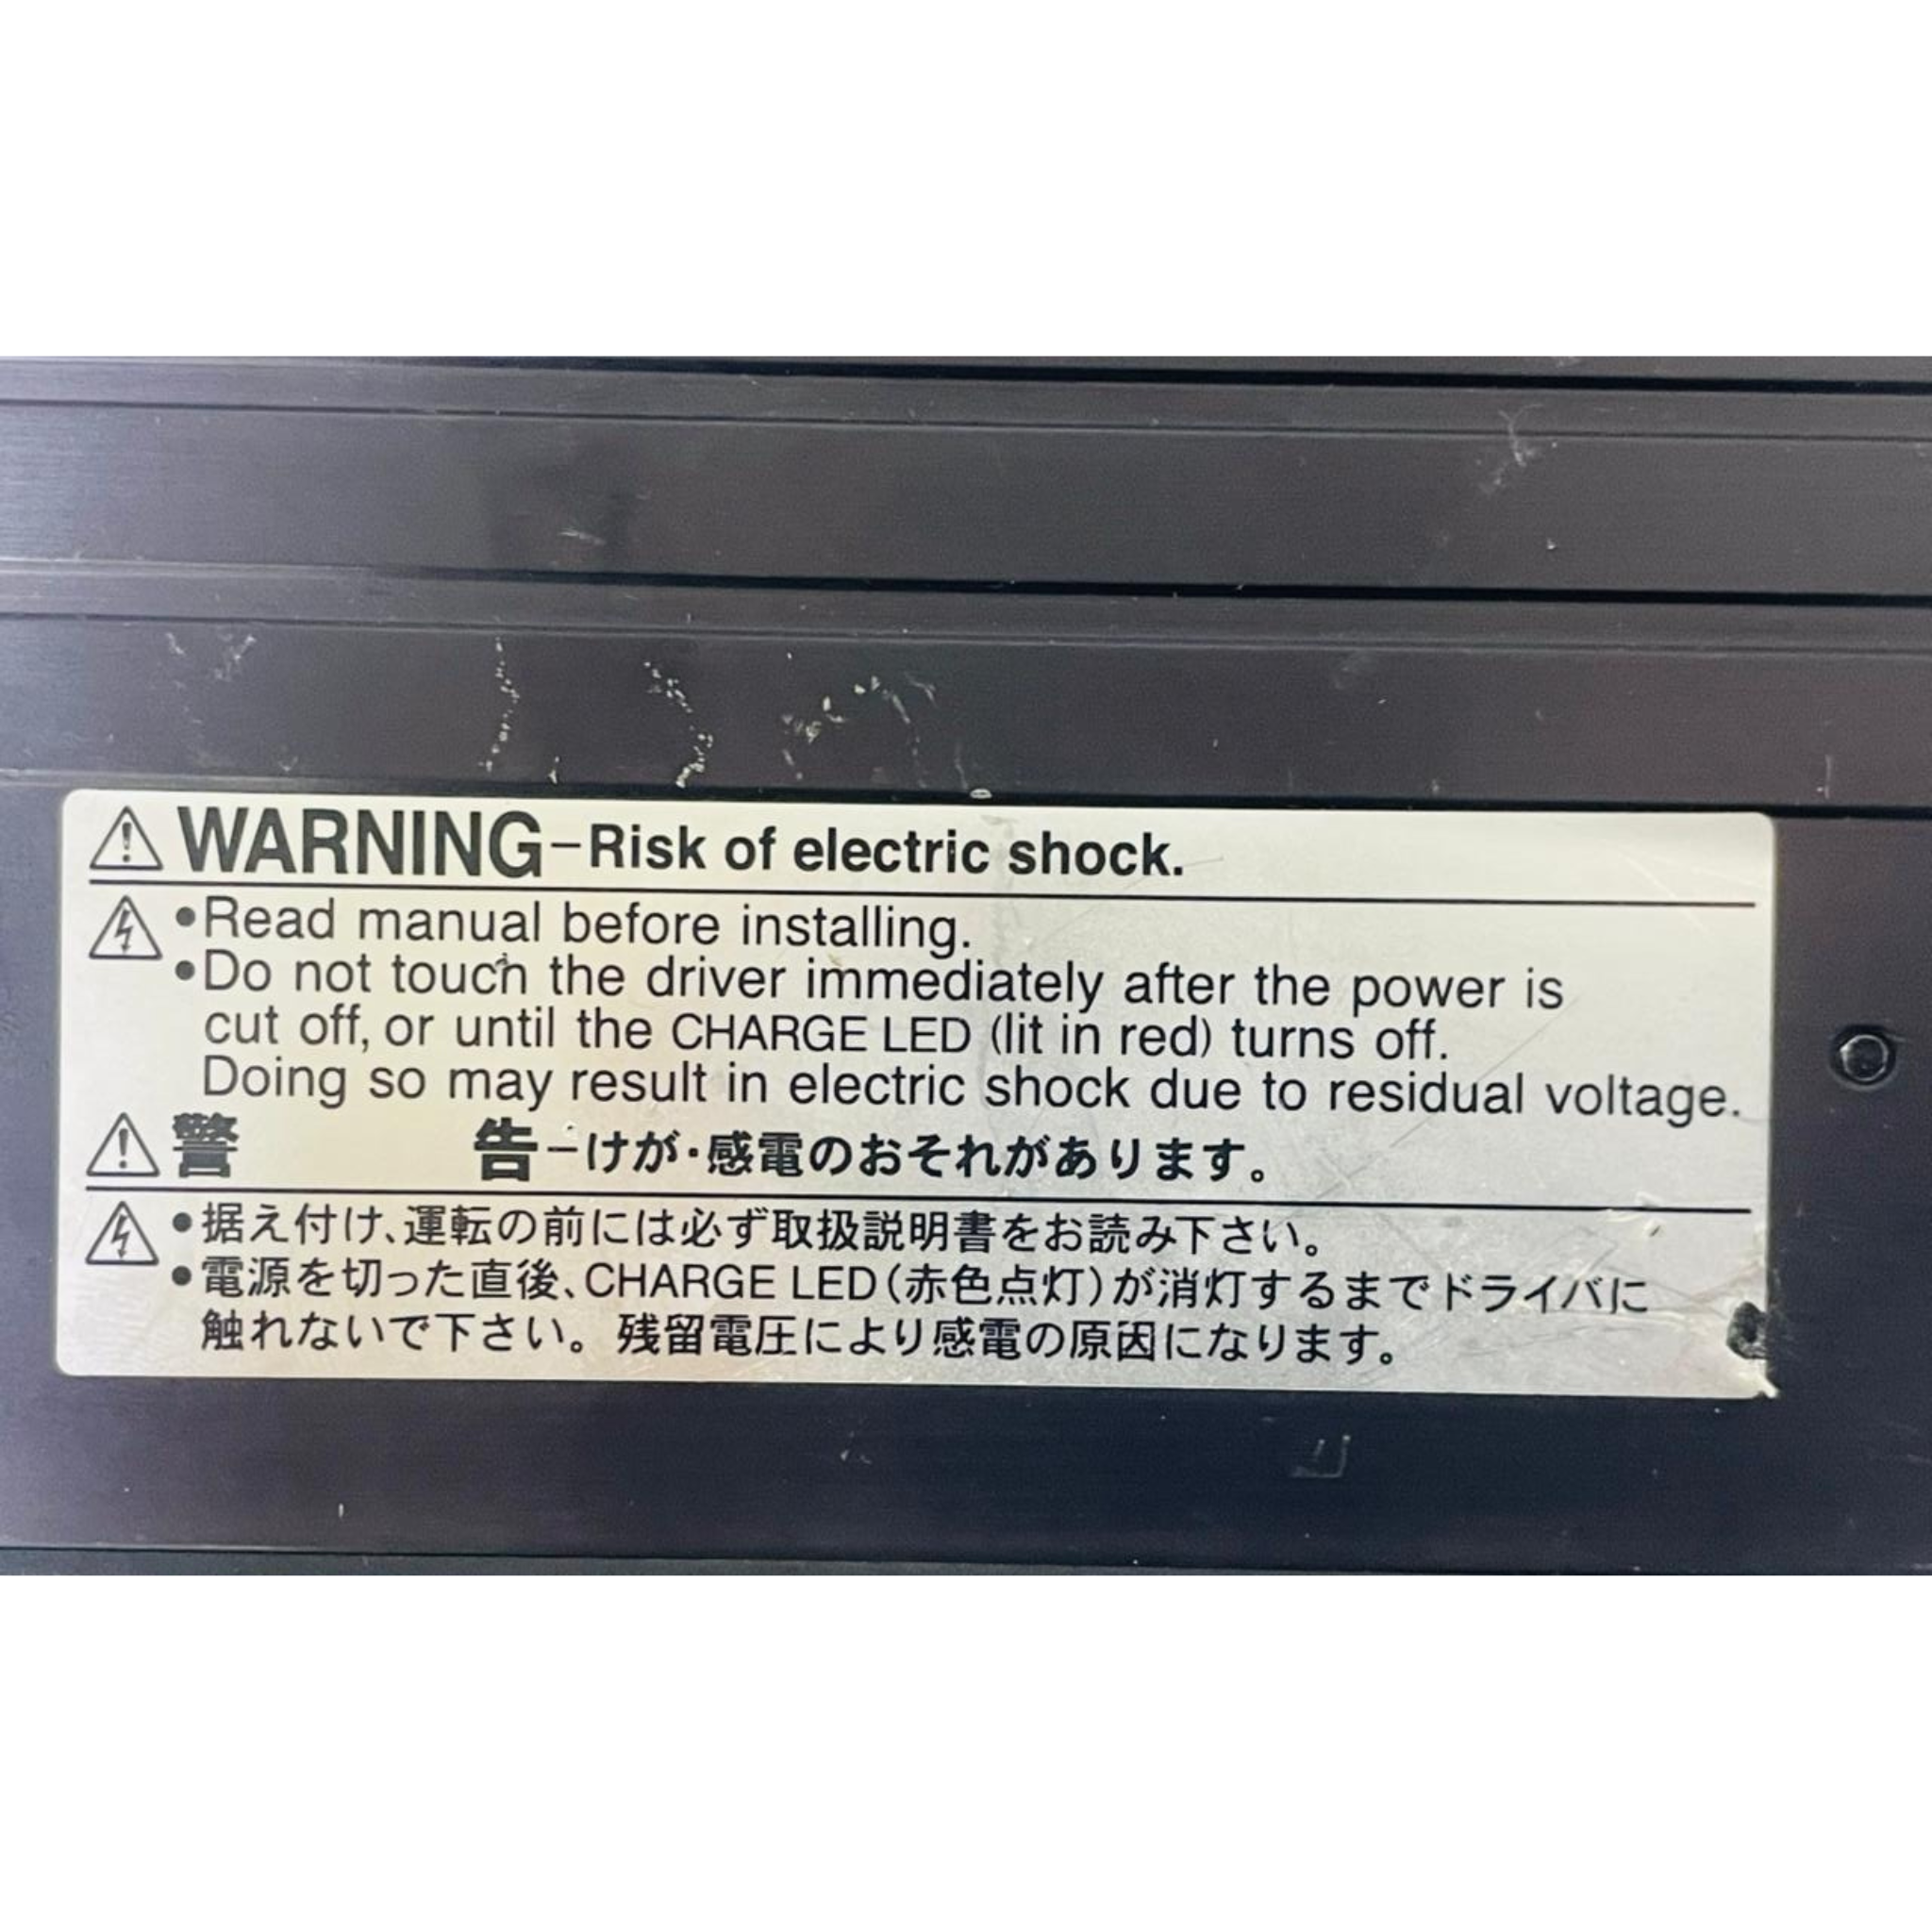 ⚠ WARNING-Risk of electric shock.
•Read manual before installing.
•Do not touch the driver immediately after the power is
cut off, or until the CHARGE LED (lit in red) turns off.
Doing so may result in electric shock due to residual voltage.
⚠ 警 告-けが・感電のおそれがあります。
•据え付け、運転の前には必ず取扱説明書をお読み下さい。
•電源を切った直後、CHARGE LED(赤色点灯)が消灯するまでドライバに
触れないで下さい。残留電圧により感電の原因になります。